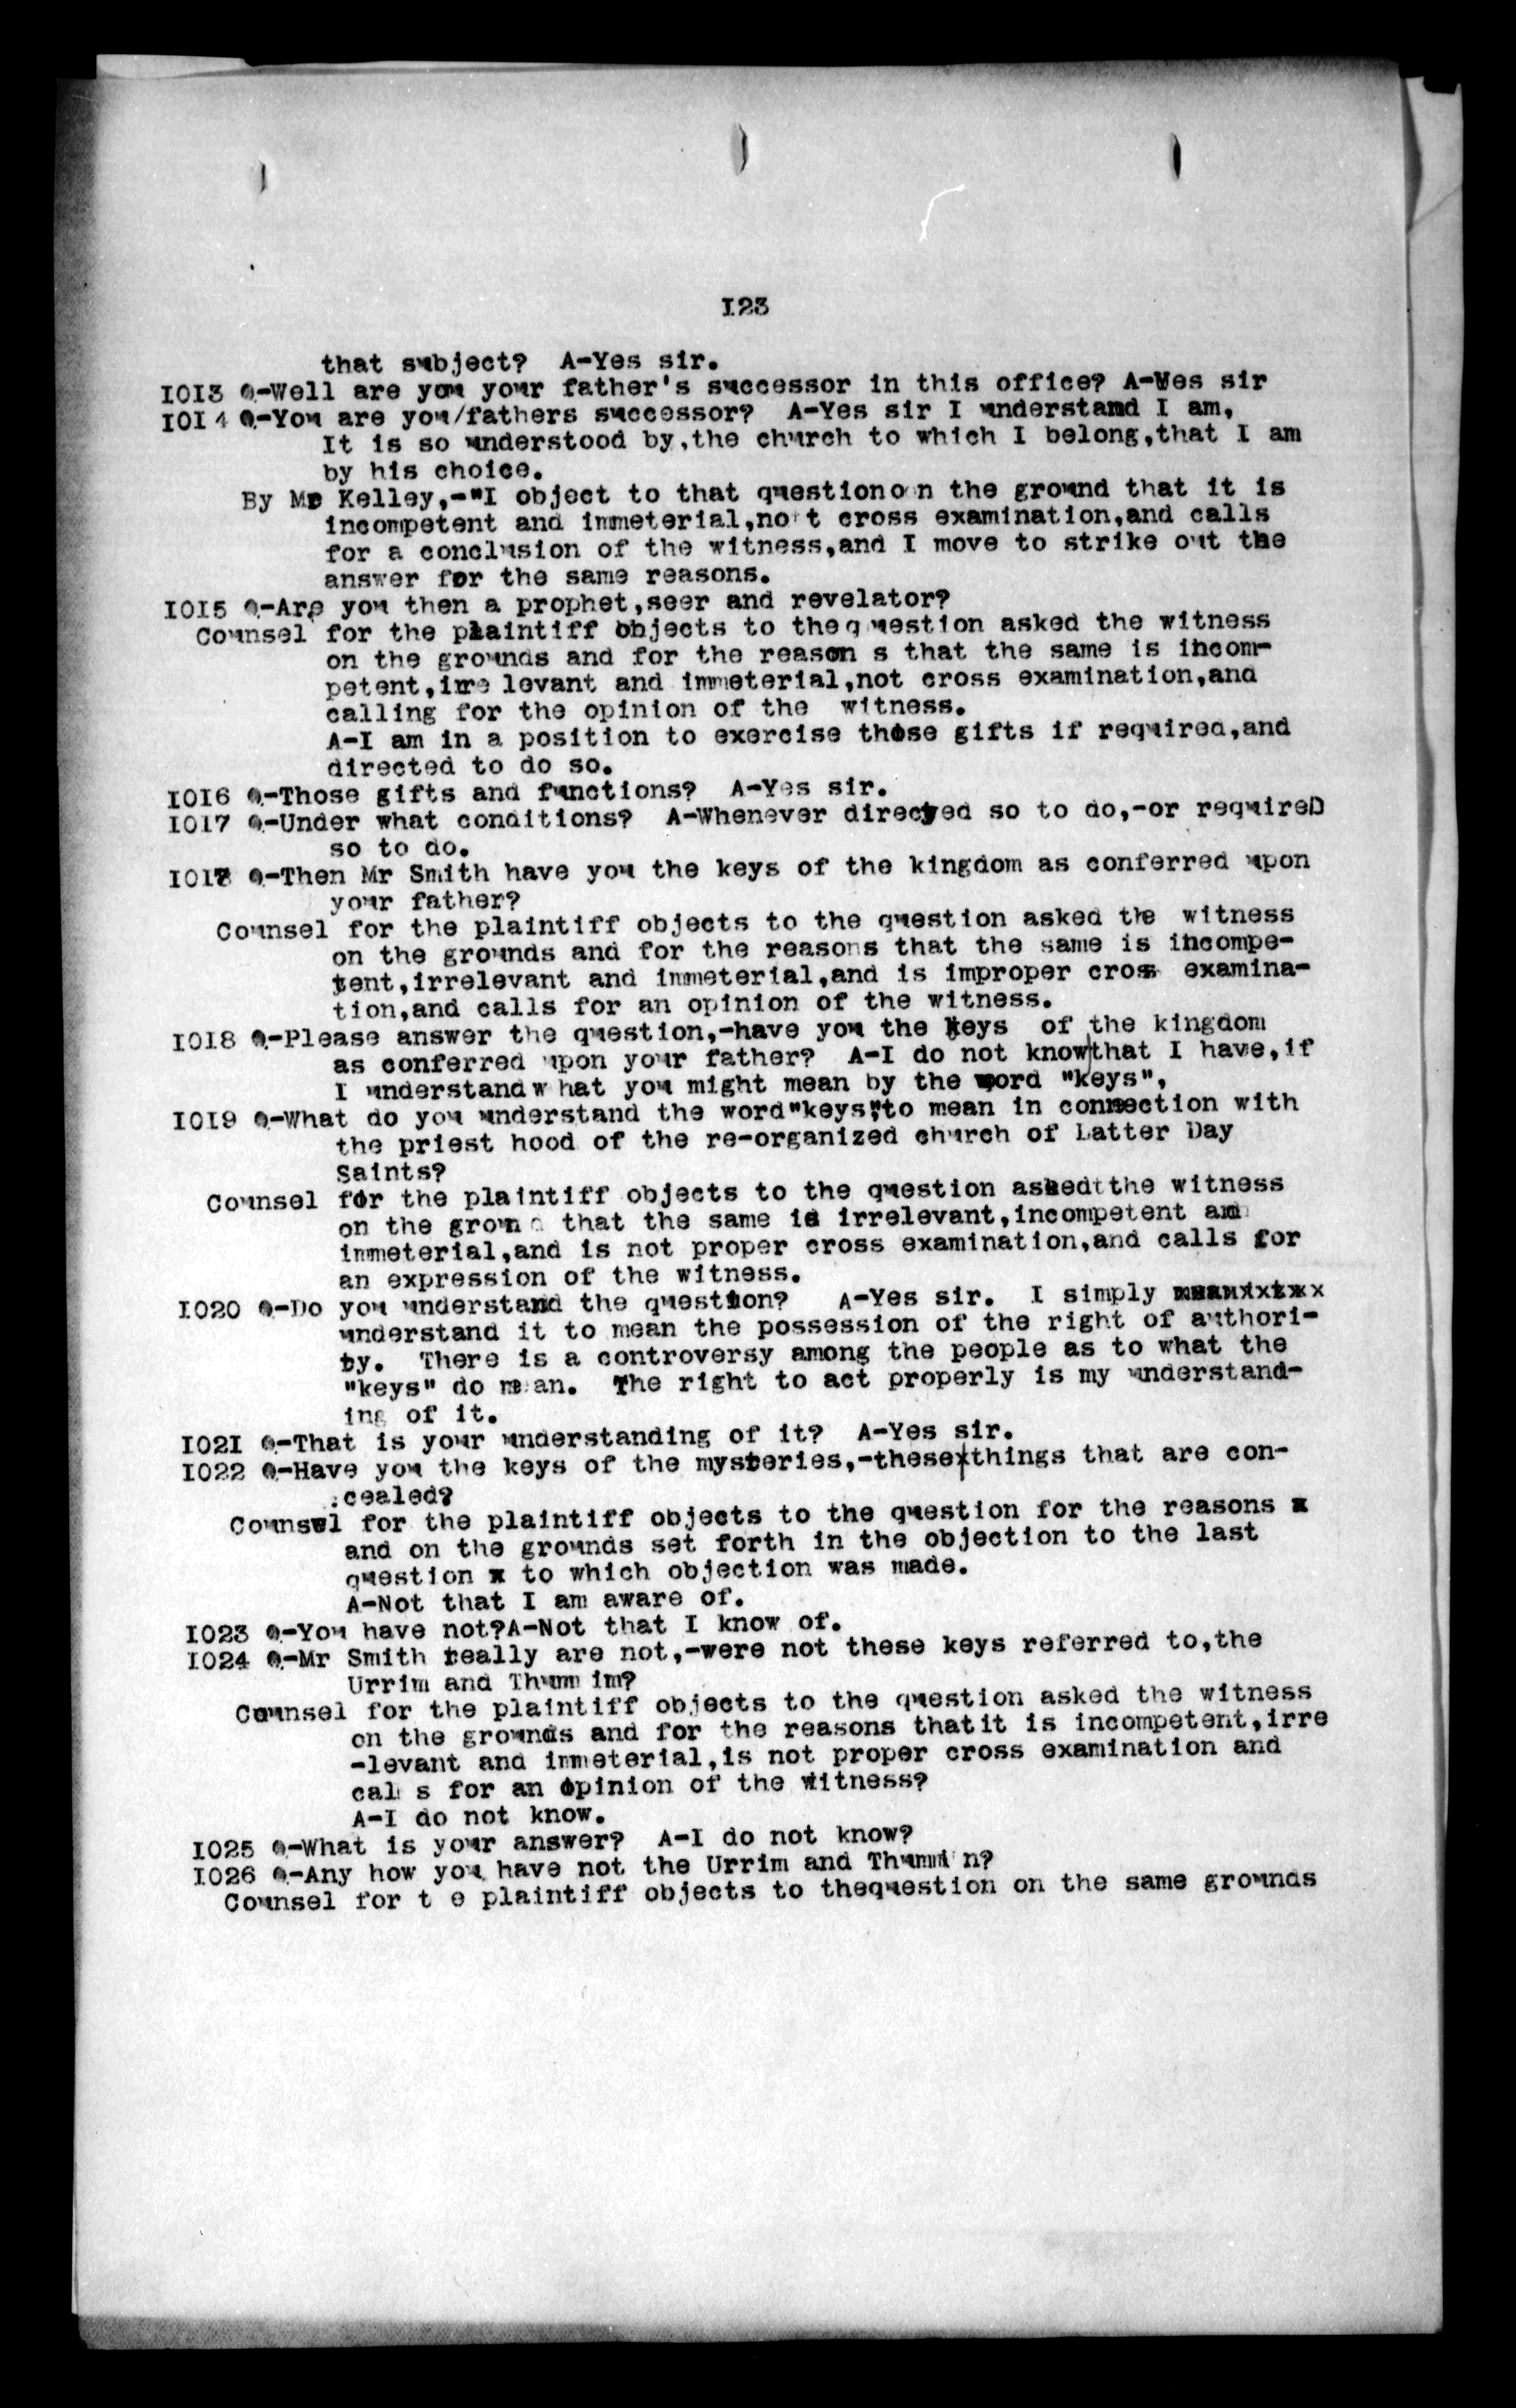 I23
that subject?  A-Yes sir.
I0I3 Q-Well are you your father's successor in this office? A-Yes sir
I0I4 Q-You are you/fathers successor?  A-Yes sir I understand I am,
It is so understood by,the church to which I belong,that I am
by his choice.
By Mr Kelley,-"I object to that questionoon the ground that it is
incompetent and immeterial,not cross examination,and calls
for a conclusion of the witness,and I move to strike out the
answer for the same reasons.
I0I5 Q-Are you then a prophet,seer and revelator?
Counsel for the plaintiff objects to the question asked the witness
on the grounds and for the reason s that the same is incom-
petent,irre levant and immeterial,not cross examination,and
calling for the opinion of the  witness.
A-I am in a position to exercise those gifts if required,and
directed to do so.
I0I6 Q-Those gifts and functions?  A-Yes sir.
I0I7 Q-Under what conditions?  A-Whenever directed so to do,-or requireD
so to do.
I0I7 Q-Then Mr Smith have you the keys of the kingdom as conferred upon
your father?
Counsel for the plaintiff objects to the question asked the witness
on the grounds and for the reasons that the same is incompe-
tent,irrelevant and immeterial,and is improper cross examina-
tion,and calls for an opinion of the witness.
I0I8 Q-Please answer the question,-have you the keys  of the kingdom
as conferred upon your father?  A-I do not know that I have,if
I understand w hat you might mean by the word "keys",
I0I9 Q-What do you understand the word"keys"to mean in connection with
the priest hood of the re-organized church of Latter Day
Saints?
Counsel for the plaintiff objects to the question asked the witness
on the ground that the same is irrelevant,incompetent and
immeterial,and is not proper cross examination,and calls for
an expression of the witness.
I020 Q-Do you understand the question?   A-Yes sir.  I simply
understand it to mean the possession of the right of authori-
ty.  There is a controversy among the people as to what the
"keys" do mean.  The right to act properly is my understand-
ing of it.
I02I Q-That is your understanding of it?  A-Yes sir.
I022 Q-Have you the keys of the mysteries,-these things that are con-
cealed?
Counsel for the plaintiff objects to the question for the reasons x
and on the grounds set forth in the objection to the last
question x to which objection was made.
A-Not that I am aware of.
I023 Q-You have not?A-Not that I know of.
I024 Q-Mr Smith really are not,-were not these keys referred to,the
Urrim and Thumm im?
Counsel for the plaintiff objects to the question asked the witness
on the grounds and for the reasons that it is incompetent,irre
-levant and immeterial,is not proper cross examination and
cal s for an opinion of the witness?
A-I do not know.
I025 Q-What is your answer?  A-I do not know?
I026 Q-Any how you have not the Urrim and Thummin?
Counsel for t e plaintiff objects to thequestion on the same grounds